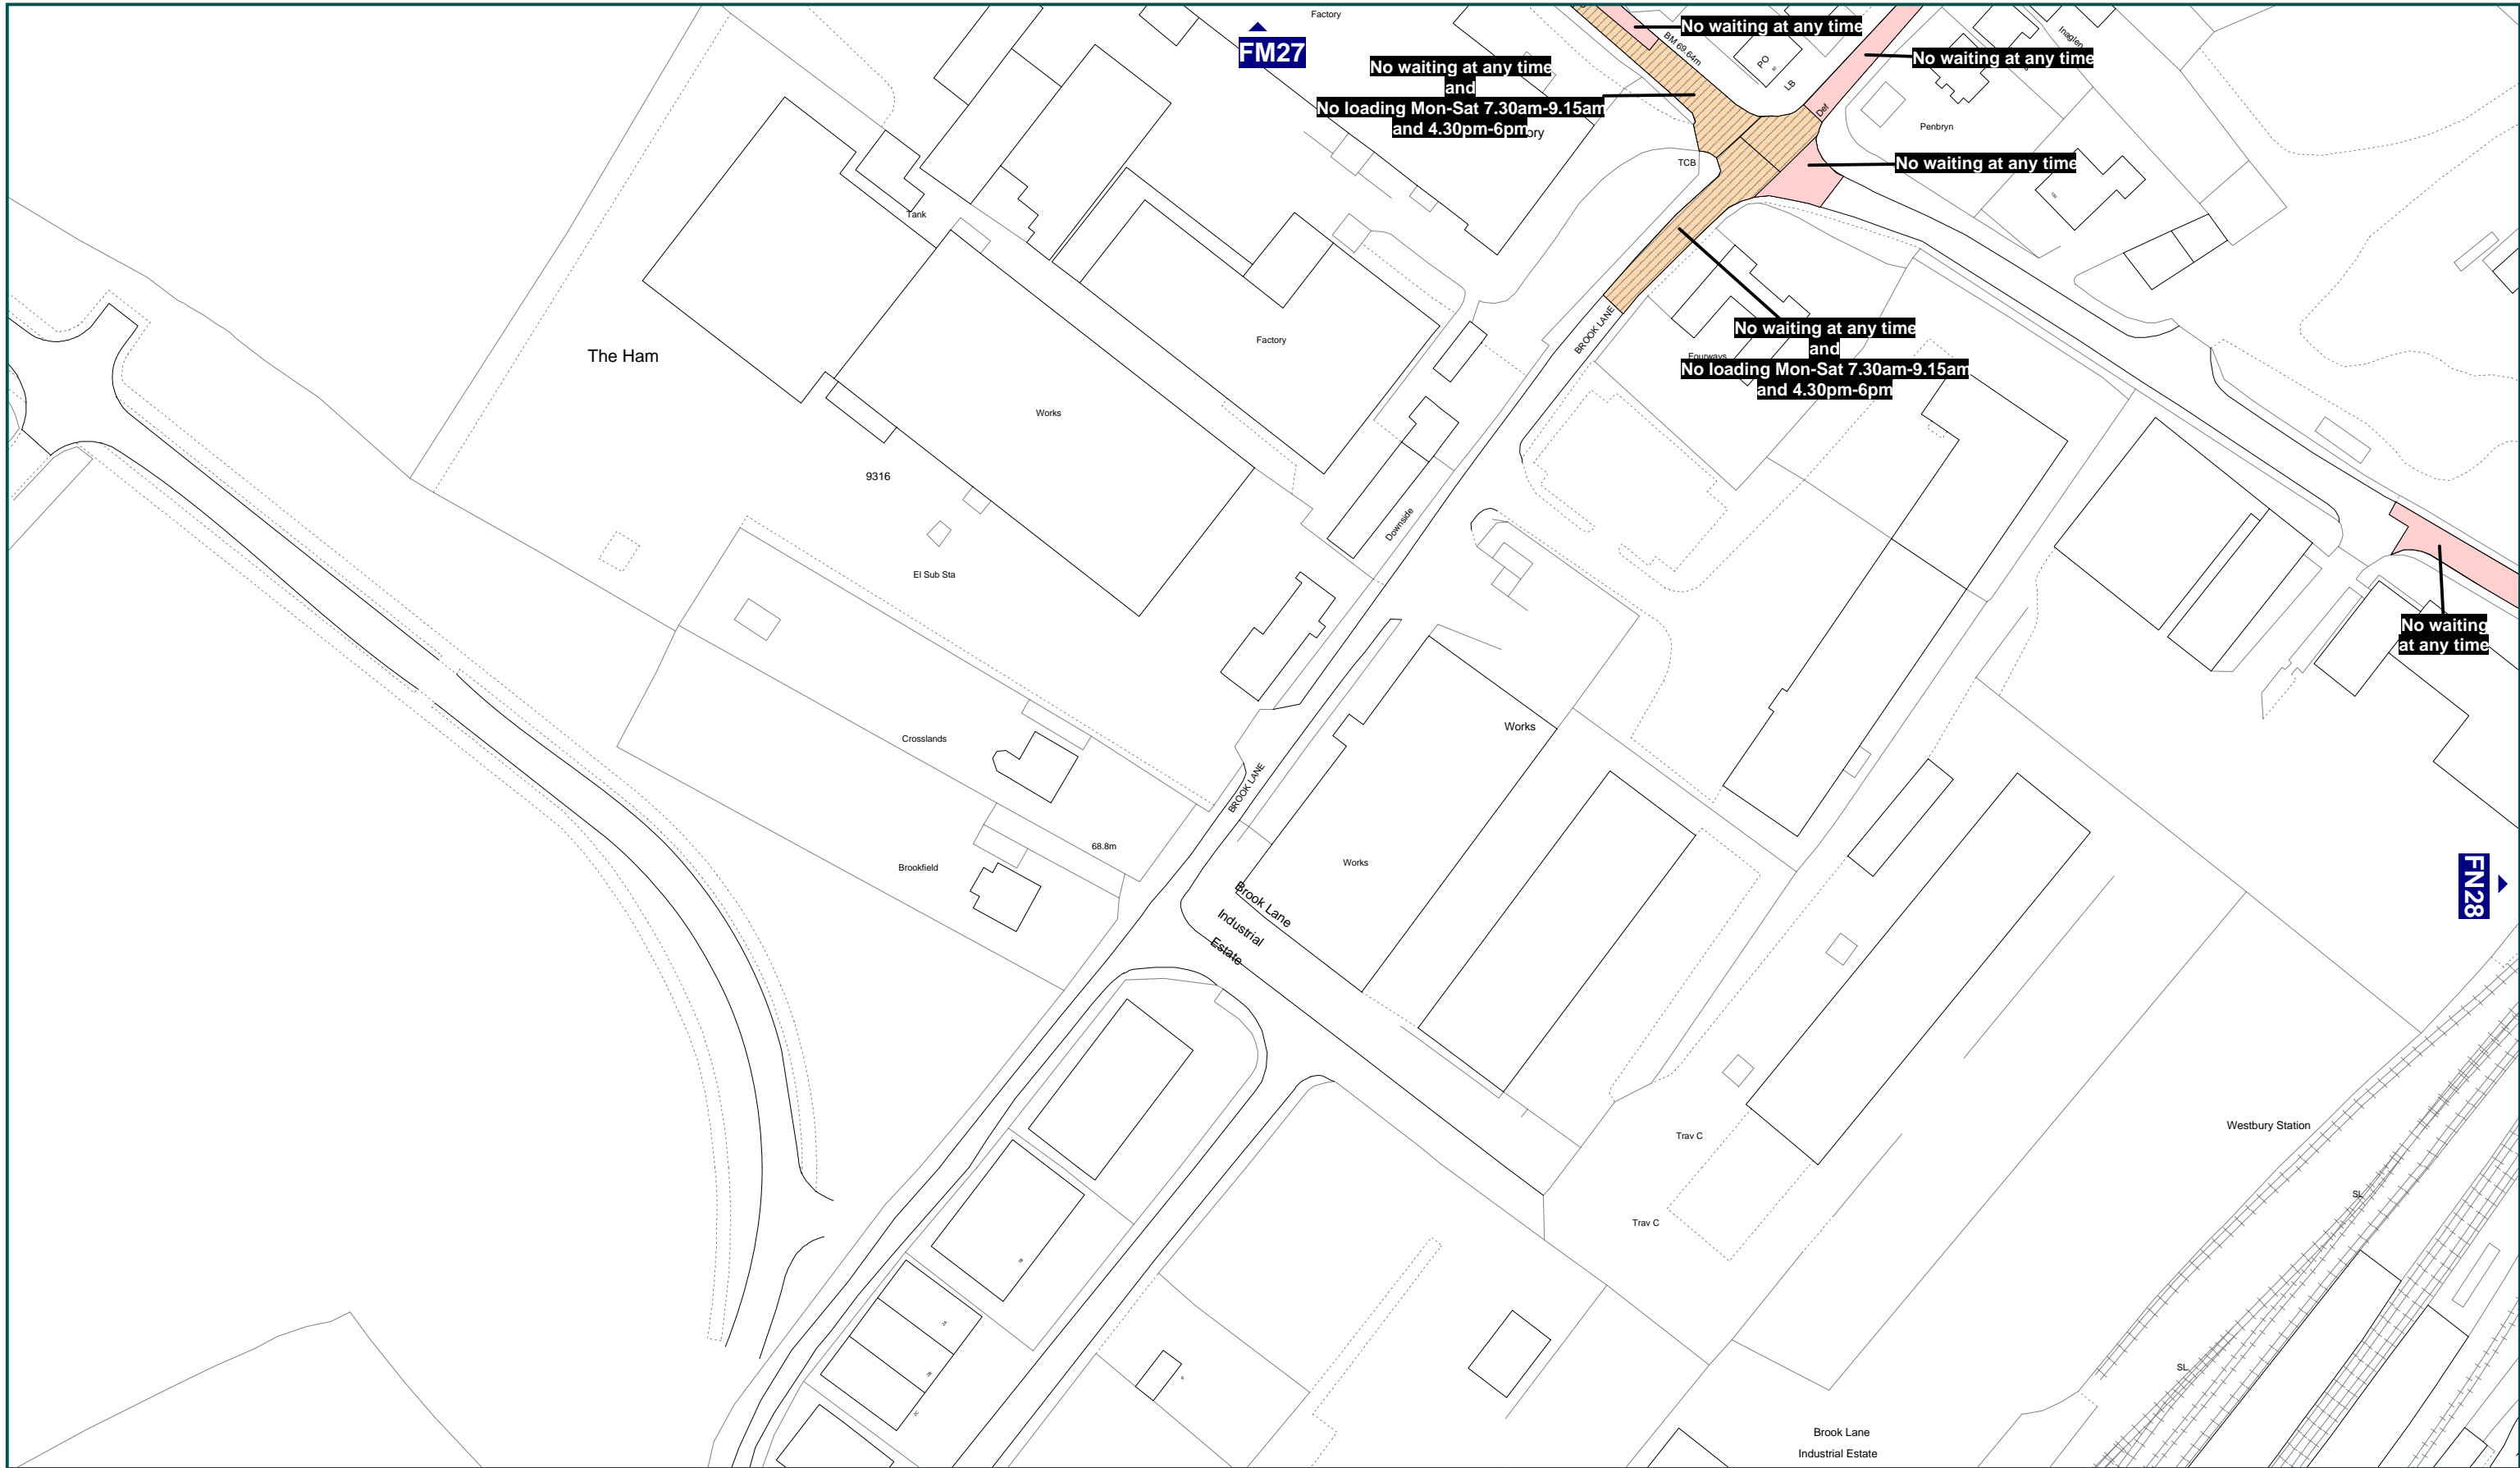 Factory
No waiting at any time
FM27
BM 69.64m
PO
LB
Def
No waiting at any time
Inaglen
No waiting at any time
and
No loading Mon-Sat 7.30am-9.15am
and 4.30pm-6pm
ory
Penbryn
TCB
No waiting at any time
Tank
The Ham
Factory
BROOK LANE
No waiting at any time
and
No loading Mon-Sat 7.30am-9.15am
and 4.30pm-6pm
Fourways
Works
9316
Downside
El Sub Sta
No waiting
at any time
Works
Crosslands
BROOK LANE
68.8m
Works
Brookfield
Brook Lane
Industrial
Estate
FN28
Westbury Station
Trav C
SL
Trav C
SL
Brook Lane
Industrial Estate